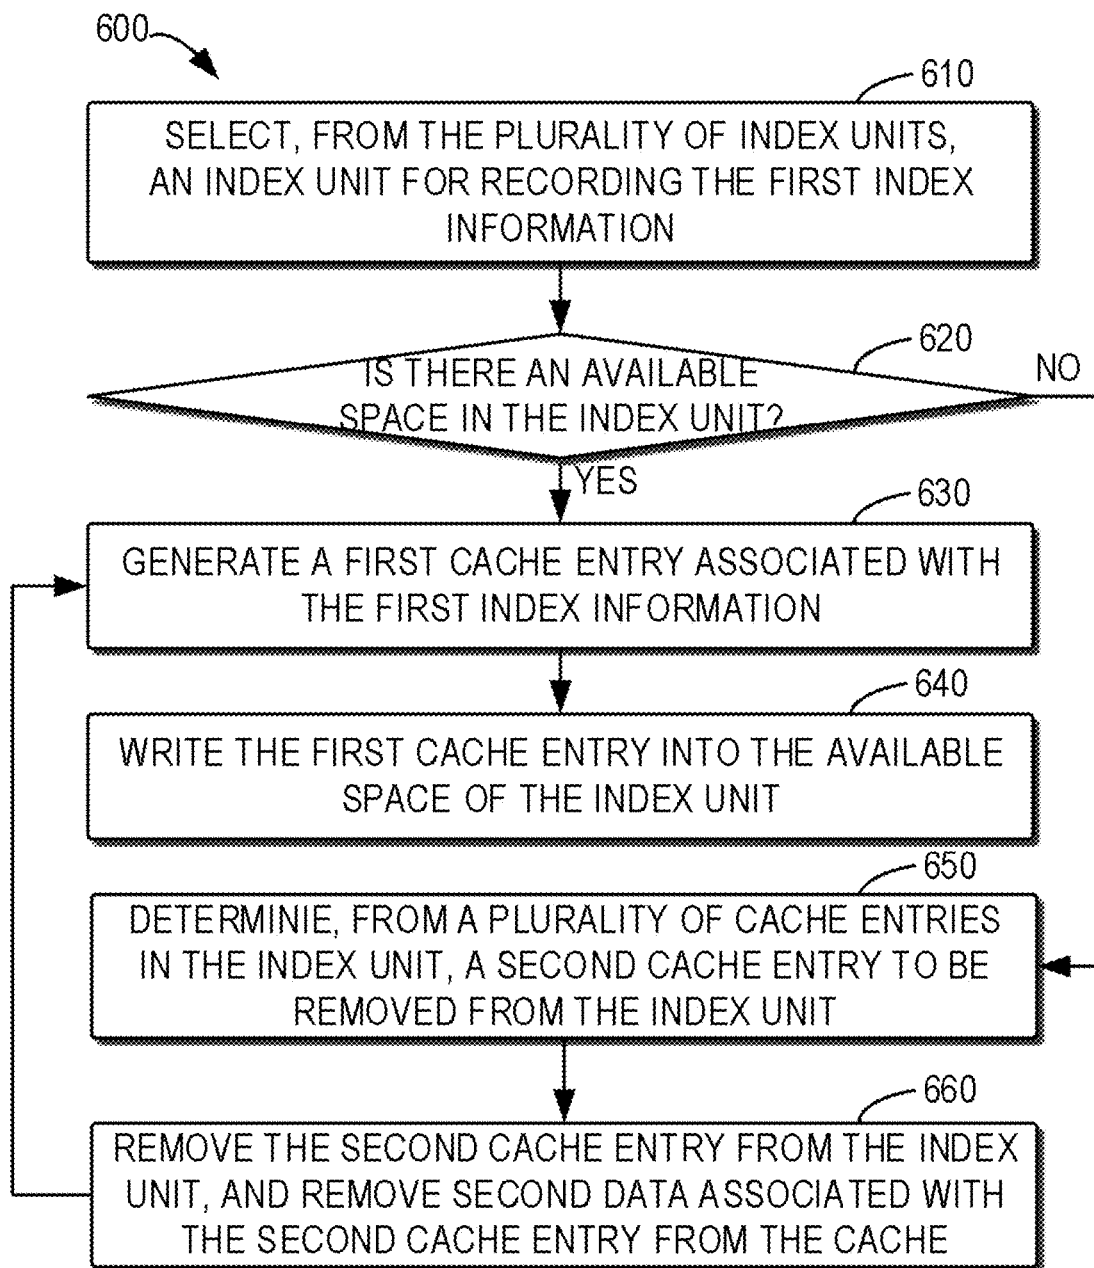 600
610
SELECT, FROM THE PLURALITY OF INDEX UNITS,
AN INDEX UNIT FOR RECORDING THE FIRST INDEX
INFORMATION
620
IS THERE AN AVAILABLE
SPACE IN THE INDEX UNIT?
NO
YES
630
GENERATE A FIRST CACHE ENTRY ASSOCIATED WITH
THE FIRST INDEX INFORMATION
640
WRITE THE FIRST CACHE ENTRY INTO THE AVAILABLE
SPACE OF THE INDEX UNIT
650
DETERMINIE, FROM A PLURALITY OF CACHE ENTRIES
IN THE INDEX UNIT, A SECOND CACHE ENTRY TO BE
REMOVED FROM THE INDEX UNIT
660
REMOVE THE SECOND CACHE ENTRY FROM THE INDEX
UNIT, AND REMOVE SECOND DATA ASSOCIATED WITH
THE SECOND CACHE ENTRY FROM THE CACHE